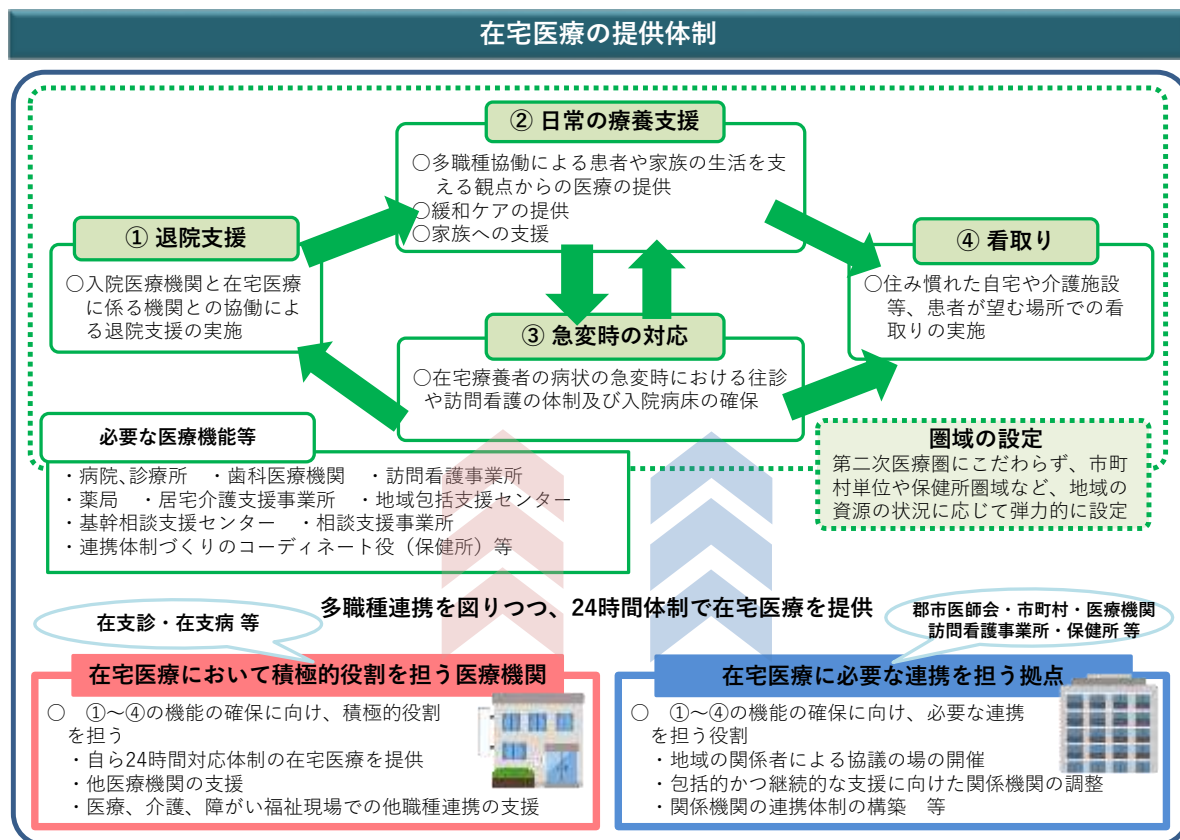 在宅医療の提供体制
② 日常の療養支援
○多職種協働による患者や家族の生活を支
える観点からの医療の提供
○緩和ケアの提供
○家族への支援
① 退院支援
○入院医療機関と在宅医療
に係る機関との協働によ
る退院支援の実施
④ 看取り
○住み慣れた自宅や介護施設
等、患者が望む場所での看
取りの実施
③ 急変時の対応
○在宅療養者の病状の急変時における往診
や訪問看護の体制及び入院病床の確保
必要な医療機能等
・病院、診療所　・歯科医療機関　・訪問看護事業所
・薬局　・居宅介護支援事業所　・地域包括支援センター
・基幹相談支援センター　・相談支援事業所
・連携体制づくりのコーディネート役（保健所）等
圏域の設定
第二次医療圏にこだわらず、市町
村単位や保健所圏域など、地域の
資源の状況に応じて弾力的に設定
多職種連携を図りつつ、24時間体制で在宅医療を提供
在支診・在支病 等
在宅医療において積極的役割を担う医療機関
○　①～④の機能の確保に向け、積極的役割
を担う
・自ら24時間対応体制の在宅医療を提供
・他医療機関の支援
・医療、介護、障がい福祉現場での他職種連携の支援
郡市医師会・市町村・医療機関
訪問看護事業所・保健所 等
在宅医療に必要な連携を担う拠点
○　①～④の機能の確保に向け、必要な連携
を担う役割
・地域の関係者による協議の場の開催
・包括的かつ継続的な支援に向けた関係機関の調整
・関係機関の連携体制の構築　等